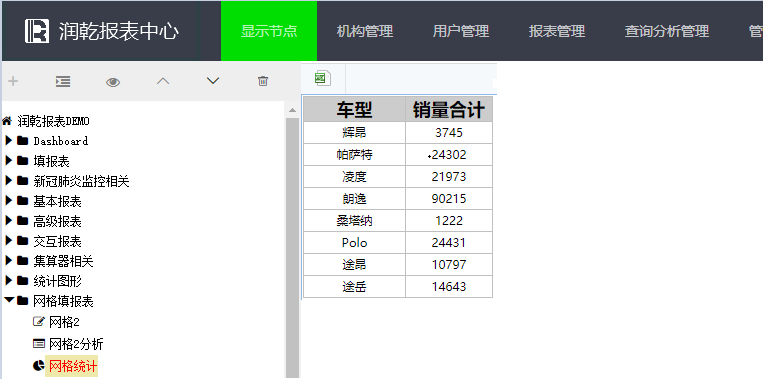 润乾报表中心 显示节点 机构管理 用户管理 报表管理 查询分析管理 管
润乾报表DEMO
Dashboard
填报表
新冠肺炎监控相关
基本报表
高级报表
交互报表
集算器相关
统计图形
网格填报表
网格2
网格2分析
网格统计
车型 销量合计
辉昂 3745
帕萨特 24302
凌度 21973
朗逸 90215
桑塔纳 1222
Polo 24431
途昂 10797
途岳 14643